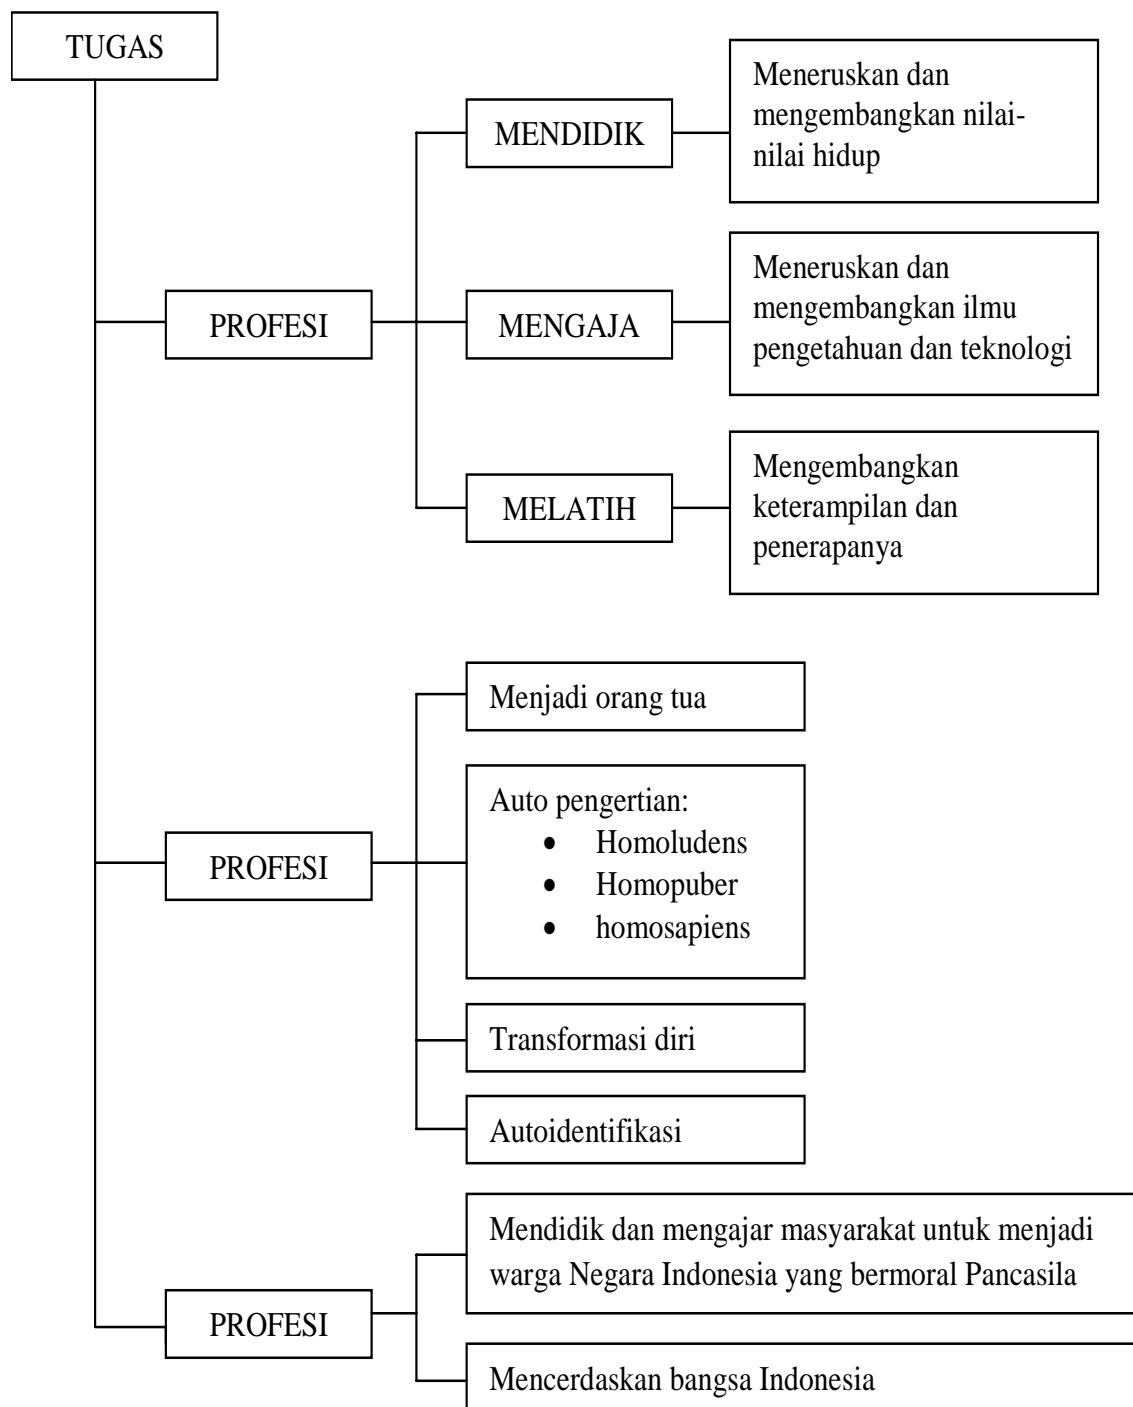 TUGAS
MENDIDIK
Meneruskan dan
mengembangkan nilai-
nilai hidup
PROFESI
MENGAJA
Meneruskan dan
mengembangkan ilmu
pengetahuan dan teknologi
MELATIH
Mengembangkan
keterampilan dan
penerapanya
PROFESI
Menjadi orang tua
Auto pengertian:
• Homoludens
• Homopuber
• homosapiens
Transformasi diri
Autoidentifikasi
PROFESI
Mendidik dan mengajar masyarakat untuk menjadi
warga Negara Indonesia yang bermoral Pancasila
Mencerdaskan bangsa Indonesia